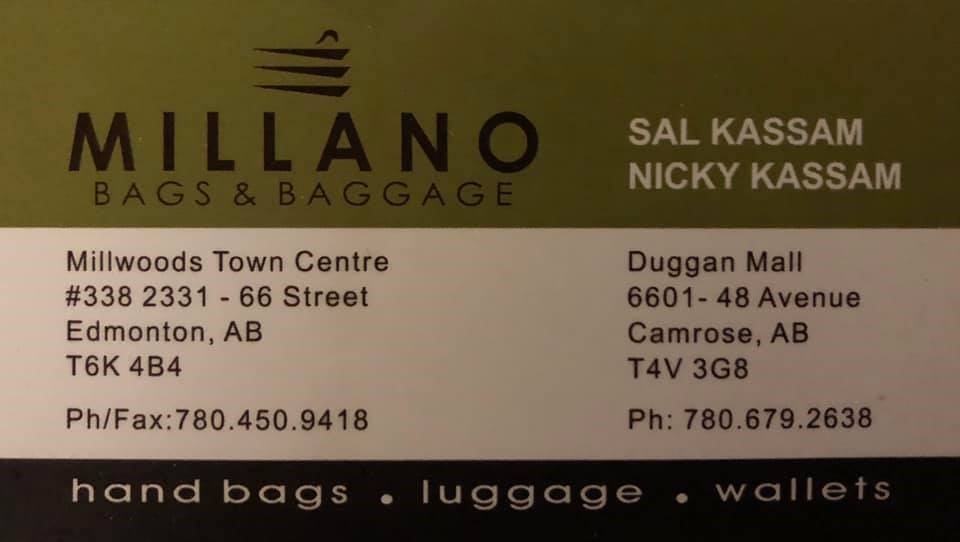 MILLANO
BAGS & BAGGAGE
SAL KASSAM
NICKY KASSAM
Millwoods Town Centre
#338 2331 - 66 Street
Edmonton, AB
T6K 4B4
Ph/Fax:780.450.9418
Duggan Mall
6601- 48 Avenue
Camrose, AB
T4V 3G8
Ph: 780.679.2638
hand bags . luggage . wallets